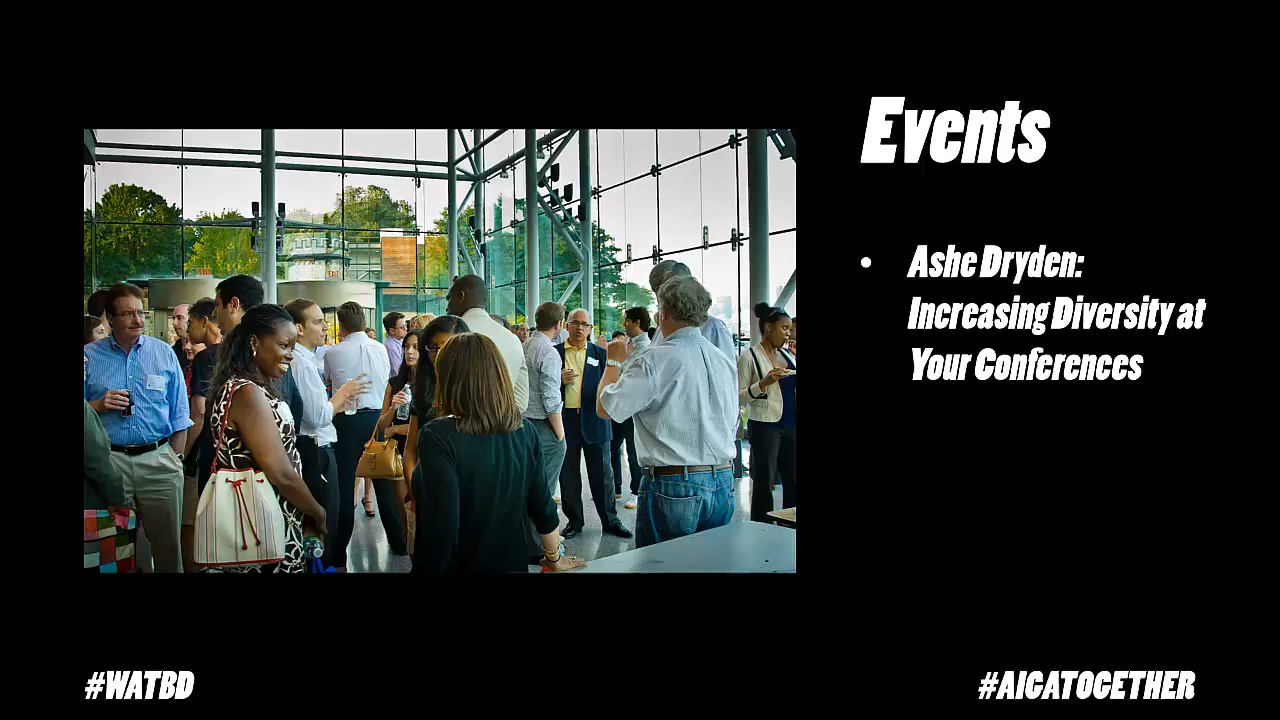 Events
• Ashe Dryden:
Increasing Diversity at
Your Conferences
#WATBD
#AIGATOGETHER